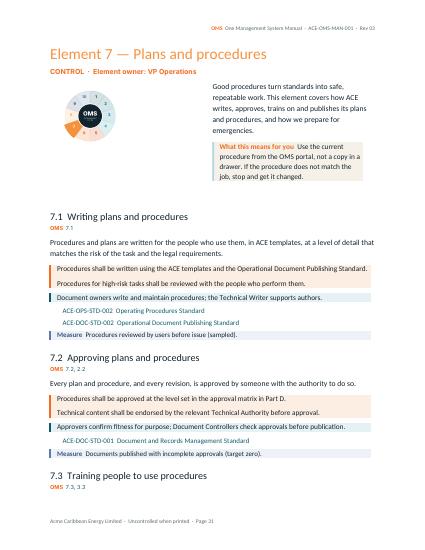 OMS One Management System Manual · ACE-OMS-MAN-001 · Rev 03
Element 7 — Plans and procedures
CONTROL · Element owner: VP Operations
OMS
Good procedures turn standards into safe,
repeatable work. This element covers how ACE
writes, approves, trains on and publishes its plans
and procedures, and how we prepare for
emergencies.
What this means for you Use the current
procedure from the OMS portal, not a copy in a
drawer. If the procedure does not match the
job, stop and get it changed.
7.1 Writing plans and procedures
OMS 7.1
Procedures and plans are written for the people who use them, in ACE templates, at a level of detail that
matches the risk of the task and the legal requirements.
Procedures shall be written using the ACE templates and the Operational Document Publishing Standard.
Procedures for high-risk tasks shall be reviewed with the people who perform them.
Document owners write and maintain procedures; the Technical Writer supports authors.
ACE-OPS-STD-002 Operating Procedures Standard
ACE-DOC-STD-002 Operational Document Publishing Standard
Measure Procedures reviewed by users before issue (sampled).
7.2 Approving plans and procedures
OMS 7.2, 2.2
Every plan and procedure, and every revision, is approved by someone with the authority to do so.
Procedures shall be approved at the level set in the approval matrix in Part D.
Technical content shall be endorsed by the relevant Technical Authority before approval.
Approvers confirm fitness for purpose; Document Controllers check approvals before publication.
ACE-DOC-STD-001 Document and Records Management Standard
Measure Documents published with incomplete approvals (target zero).
7.3 Training people to use procedures
OMS 7.3, 3.2
Acme Caribbean Energy Limited · Uncontrolled when printed · Page 31